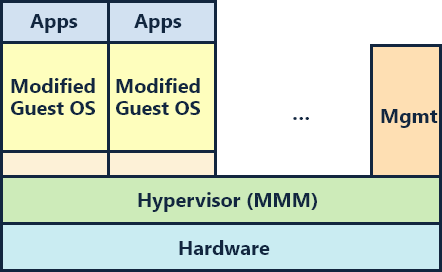 Apps
Apps
Modified
Guest OS
Modified
Guest OS
...
Mgmt
Hypervisor (MMM)
Hardware